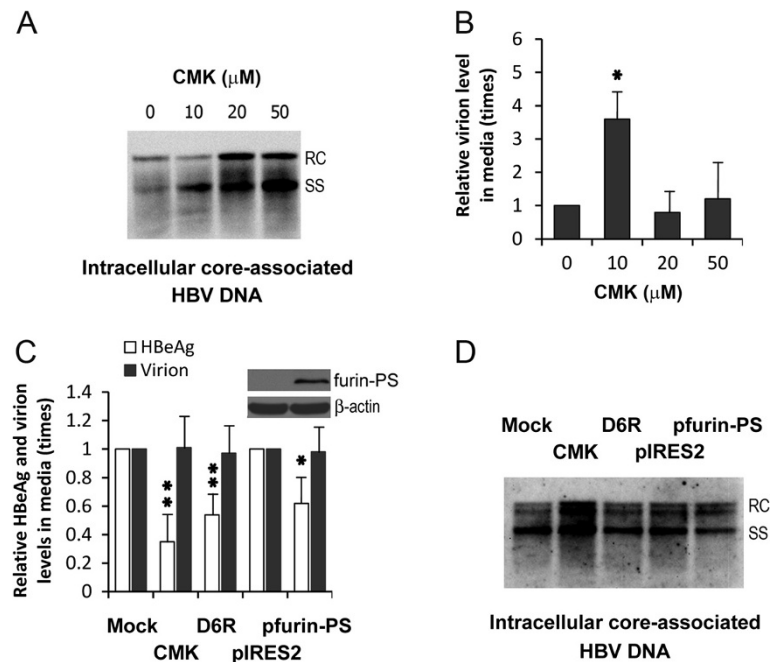 A
CMK (μM)
0 10 20 50
RC
SS
Intracellular core-associated
HBV DNA
B
Relative virion level
in media (times)
6
5
4
3
2
1
0
*
0 10 20 50
CMK (μM)
C
HBeAg
Virion
furin-PS
β-actin
Relative HBeAg and virion
levels in media (times)
1.4
1.2
1
0.8
0.6
0.4
0.2
0
**
**
*
Mock D6R pfurin-PS
CMK pIRES2
D
Mock D6R pfurin-PS
CMK pIRES2
RC
SS
Intracellular core-associated
HBV DNA